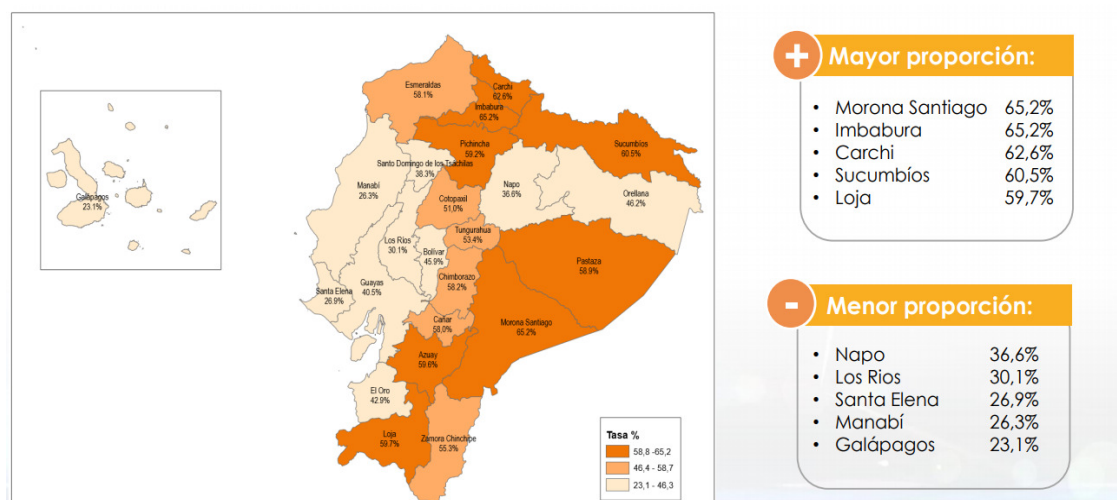 Esmeraldas
58.1%
Carchi
62.6%
Imbabura
65.2%
Pichincha
59.2%
Sucumbíos
60.5%
Santo Domingo de los Tsáchilas
38.3%
Manabí
26.3%
Napo
36.6%
Orellana
46.2%
Galápagos
23.1%
Cotopaxi
51,0%
Tungurahua
53.4%
Los Ríos
30.1%
Bolívar
45.9%
Pastaza
58.9%
Chimborazo
58.2%
Guayas
40.5%
Santa Elena
26.9%
Cañar
58,0%
Morona Santiago
65.2%
Azuay
59.6%
El Oro
42.9%
Loja
59.7%
Zamora Chinchipe
55.3%
Tasa %
58,8 -65,2
46,4 - 58,7
23,1 - 46,3
+ Mayor proporción:
• Morona Santiago 65,2%
• Imbabura 65,2%
• Carchi 62,6%
• Sucumbíos 60,5%
• Loja 59,7%
- Menor proporción:
• Napo 36,6%
• Los Rios 30,1%
• Santa Elena 26,9%
• Manabí 26,3%
• Galápagos 23,1%